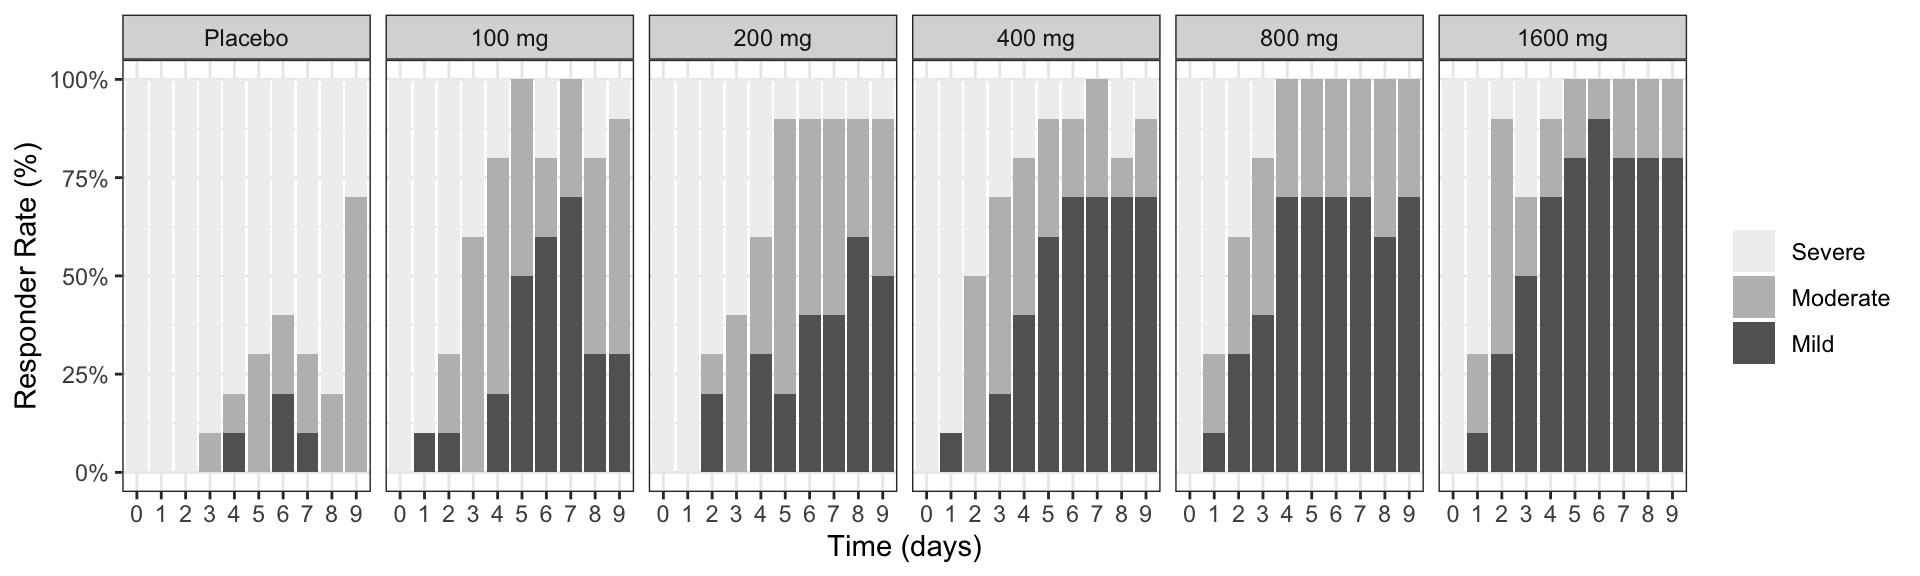 Placebo 100 mg 200 mg 400 mg 800 mg 1600 mg
Responder Rate (%)
100%
75%
50%
25%
0%
0 1 2 3 4 5 6 7 8 9 0 1 2 3 4 5 6 7 8 9 0 1 2 3 4 5 6 7 8 9 0 1 2 3 4 5 6 7 8 9 0 1 2 3 4 5 6 7 8 9 0 1 2 3 4 5 6 7 8 9
Time (days)
Severe
Moderate
Mild